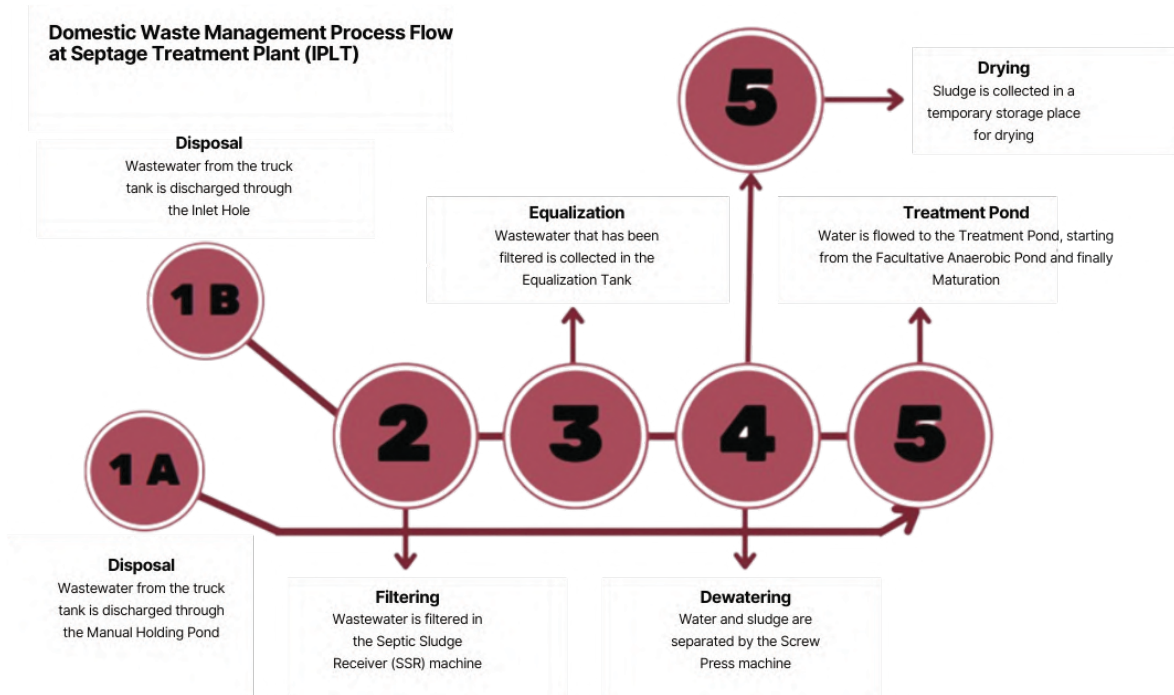 Domestic Waste Management Process Flow
at Septage Treatment Plant (IPLT)
Disposal
Wastewater from the truck
tank is discharged through
the Inlet Hole
1 B
1 A
Disposal
Wastewater from the truck
tank is discharged through
the Manual Holding Pond
2
Filtering
Wastewater is filtered in
the Septic Sludge
Receiver (SSR) machine
Equalization
Wastewater that has been
filtered is collected in the
Equalization Tank
3
4
Dewatering
Water and sludge are
separated by the Screw
Press machine
5
Drying
Sludge is collected in a
temporary storage place
for drying
Treatment Pond
Water is flowed to the Treatment Pond, starting
from the Facultative Anaerobic Pond and finally
Maturation
5